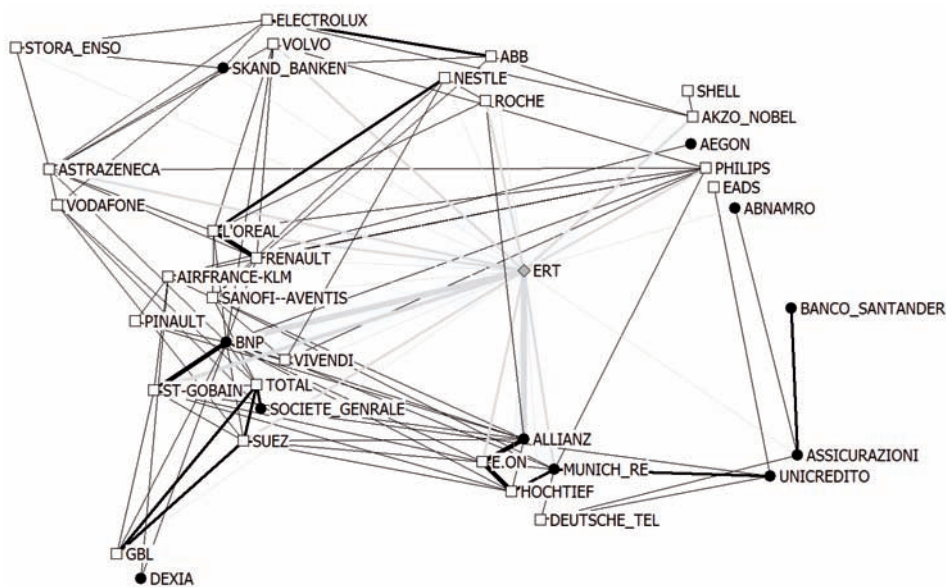 ELECTROLUX
STORA_ENSO
VOLVO
SKAND_BANKEN
ABB
NESTLE
SHELL
ROCHE
AKZO_NOBEL
AEGON
ASTRAZENECA
PHILIPS
EADS
VODAFONE
ABNAMRO
L'OREAL
RENAULT
AIRFRANCE-KLM
ERT
SANOFI--AVENTIS
BANCO_SANTANDER
PINAULT
BNP
VIVENDI
ST-GOBAIN
TOTAL
SOCIETE_GENRALE
SUEZ
ALLIANZ
ASSICURAZIONI
E.ON
MUNICH_RE
UNICREDITO
HOCHTIEF
DEUTSCHE_TEL
GBL
DEXIA